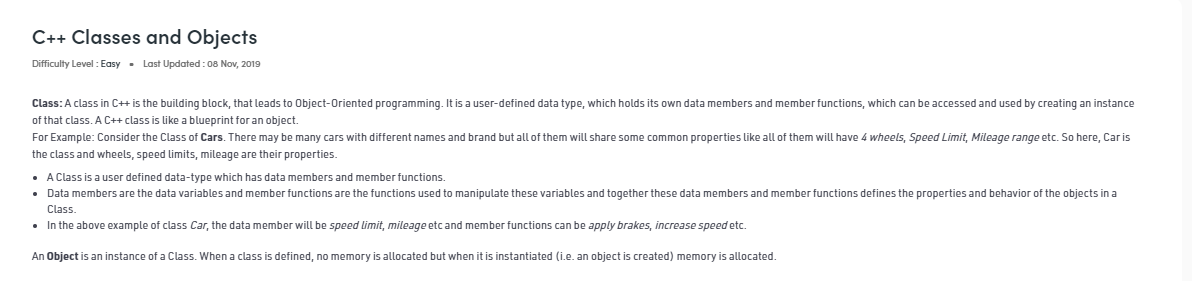 C++ Classes and Objects
Difficulty Level : Easy • Last Updated : 08 Nov, 2019
Class: A class in C++ is the building block, that leads to Object-Oriented programming. It is a user-defined data type, which holds its own data members and member functions, which can be accessed and used by creating an instance
of that class. A C++ class is like a blueprint for an object.
For Example: Consider the Class of Cars. There may be many cars with different names and brand but all of them will share some common properties like all of them will have 4 wheels, Speed Limit, Mileage range etc. So here, Car is
the class and wheels, speed limits, mileage are their properties.
• A Class is a user defined data-type which has data members and member functions.
• Data members are the data variables and member functions are the functions used to manipulate these variables and together these data members and member functions defines the properties and behavior of the objects in a
Class.
• In the above example of class Car, the data member will be speed limit, mileage etc and member functions can be apply brakes, increase speed etc.
An Object is an instance of a Class. When a class is defined, no memory is allocated but when it is instantiated (i.e. an object is created) memory is allocated.